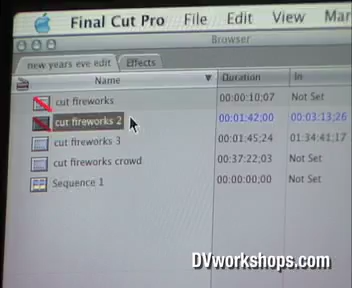 Final Cut Pro File Edit View Mar
Browser
new years eve edit Effects
Name Duration In
cut fireworks 00:00:10;07 Not Set
cut fireworks 2 00:01:42;00 00:03:13;26
cut fireworks 3 00:01:45;24 01:34:41;17
cut fireworks crowd 00:37:22;03 Not Set
Sequence 1 00:00:00;00 Not Set
DVworkshops.com